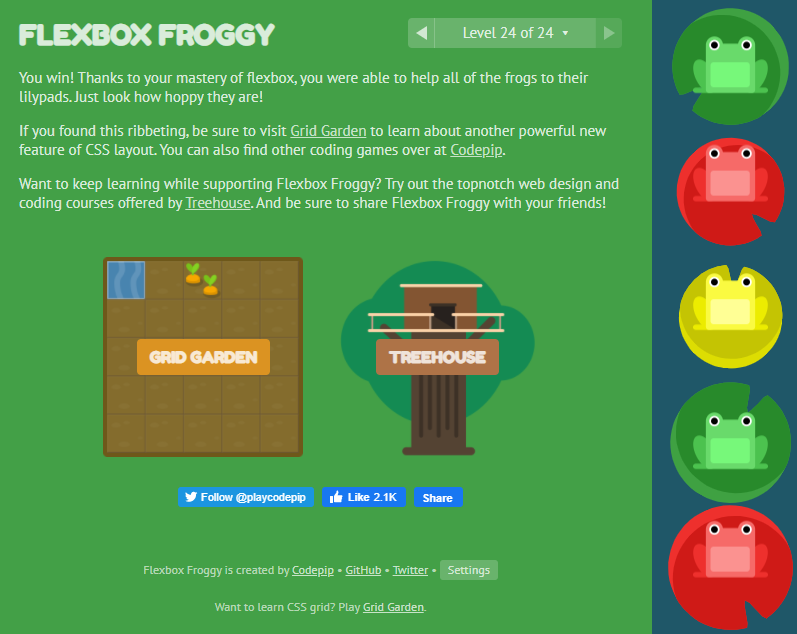 FLEXBOX FROGGY
Level 24 of 24
You win! Thanks to your mastery of flexbox, you were able to help all of the frogs to their
lilypads. Just look how hoppy they are!
If you found this ribbeting, be sure to visit Grid Garden to learn about another powerful new
feature of CSS layout. You can also find other coding games over at Codepip.
Want to keep learning while supporting Flexbox Froggy? Try out the topnotch web design and
coding courses offered by Treehouse. And be sure to share Flexbox Froggy with your friends!
GRID GARDEN
TREEHOUSE
Follow @playcodepip
Like 2.1K
Share
Flexbox Froggy is created by Codepip • GitHub • Twitter • Settings
Want to learn CSS grid? Play Grid Garden.